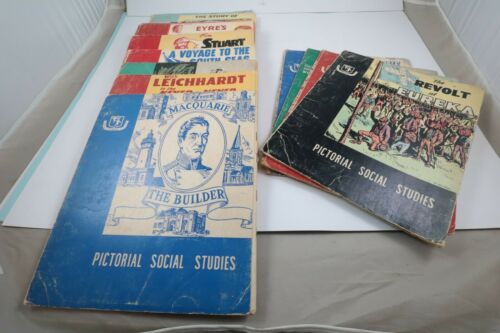 THE STORY OF
EYRE'S
STUART
A VOYAGE TO THE
SOUTH SEAS
LEICHHARDT
MACQUARIE
THE BUILDER
PICTORIAL SOCIAL STUDIES
The
REVOLT
EUREKA
PICTORIAL SOCIAL STUDIES